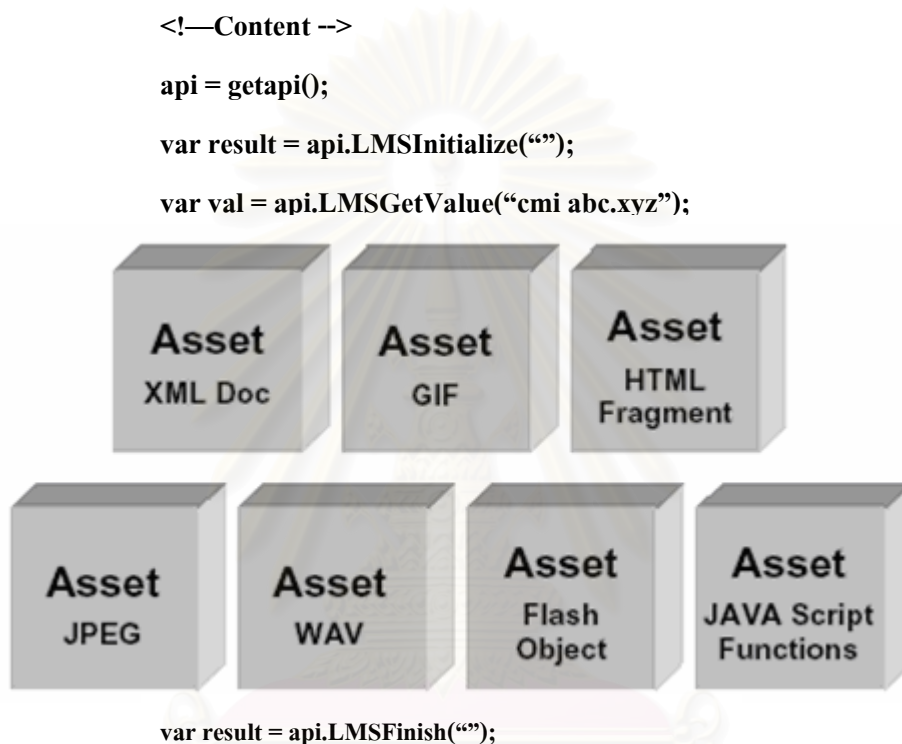 <!—Content -->
api = getapi();
var result = api.LMSInitialize(“”);
var val = api.LMSGetValue(“cmi abc.xyz”);
Asset
XML Doc
Asset
GIF
Asset
HTML
Fragment
Asset
JPEG
Asset
WAV
Asset
Flash
Object
Asset
JAVA Script
Functions
var result = api.LMSFinish(“”);